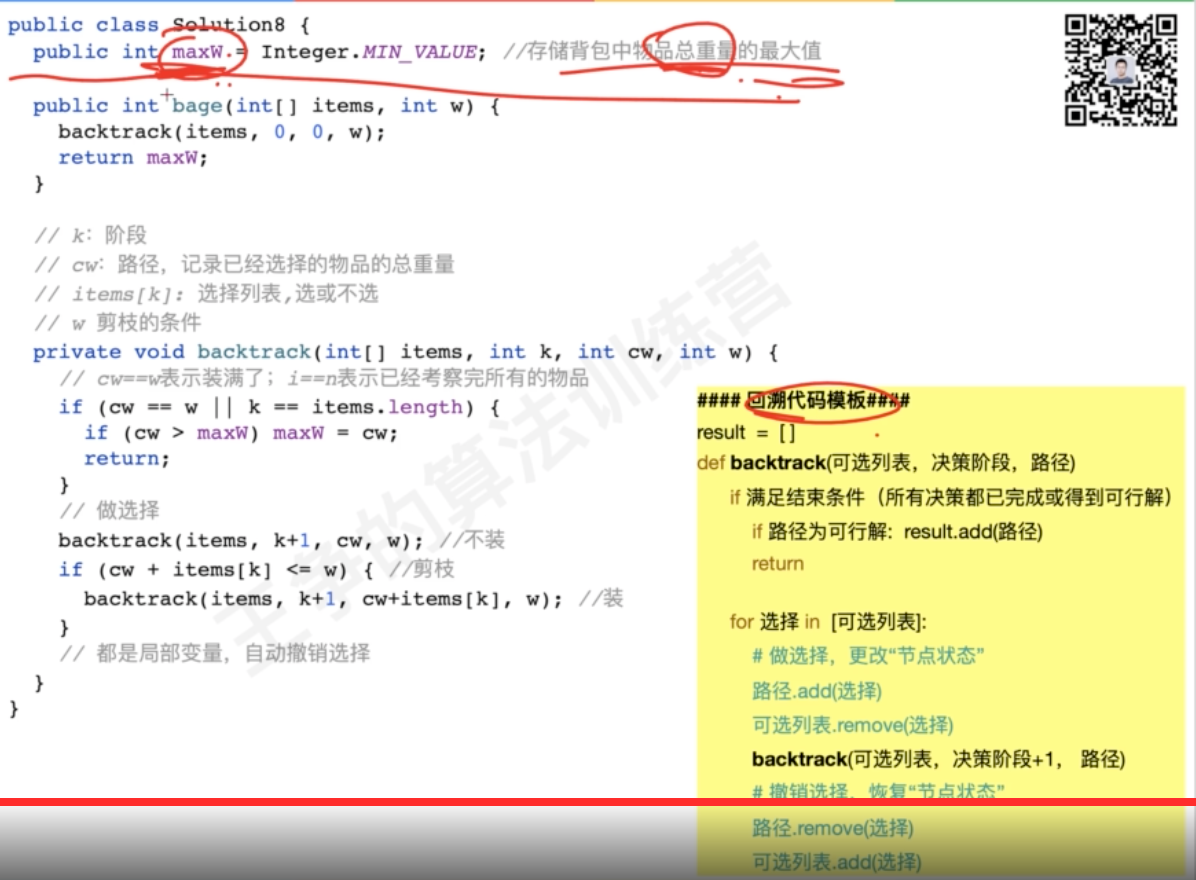 public class Solution8 {
public int maxW = Integer.MIN_VALUE; //存储背包中物品总重量的最大值
public int bage(int[] items, int w) {
backtrack(items, 0, 0, w);
return maxW;
}
// k: 阶段
// cw: 路径，记录已经选择的物品的总重量
// items[k]: 选择列表,选或不选
// w 剪枝的条件
private void backtrack(int[] items, int k, int cw, int w) {
// cw==w表示装满了; i==n表示已经考察完所有的物品
if (cw == w || k == items.length) {
if (cw > maxW) maxW = cw;
return;
}
// 做选择
backtrack(items, k+1, cw, w); //不装
if (cw + items[k] <= w) { //剪枝
backtrack(items, k+1, cw+items[k], w); //装
}
// 都是局部变量，自动撤销选择
}
}
#### 回溯代码模板####
result = []
def backtrack(可选列表，决策阶段，路径)
if 满足结束条件（所有决策都已完成或得到可行解）
if 路径为可行解: result.add(路径)
return
for 选择 in [可选列表]:
# 做选择，更改“节点状态”
路径.add(选择)
可选列表.remove(选择)
backtrack(可选列表，决策阶段+1， 路径)
# 撤销选择，恢复“节点状态”
路径.remove(选择)
可选列表.add(选择)
王争的算法训练营